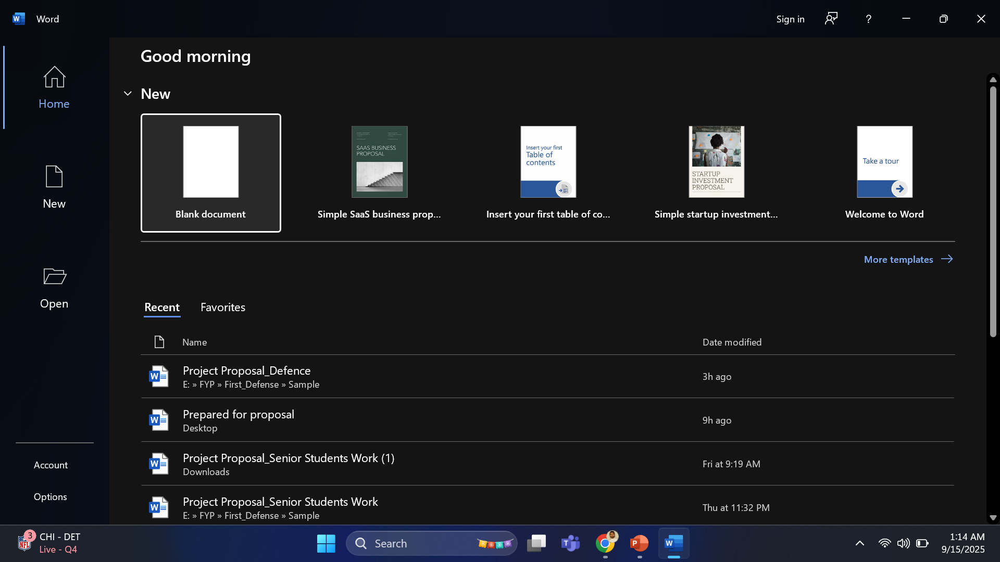 Word
Sign in
?
Good morning
Home
New
SAAS BUSINESS
PROPOSAL
Insert your first
Table of
contents
STARTUP
INVESTMENT
PROPOSAL
Take a tour
Blank document
Simple SaaS business prop...
Insert your first table of co...
Simple startup investment...
Welcome to Word
New
More templates
Open
Recent
Favorites
Name
Date modified
Project Proposal_Defence
E: » FYP » First_Defense » Sample
3h ago
Prepared for proposal
Desktop
9h ago
Project Proposal_Senior Students Work (1)
Downloads
Fri at 9:19 AM
Account
Options
Project Proposal_Senior Students Work
E: » FYP » First_Defense » Sample
Thu at 11:32 PM
3
NFL
CHI - DET
Live - Q4
Search
1:14 AM
9/15/2025